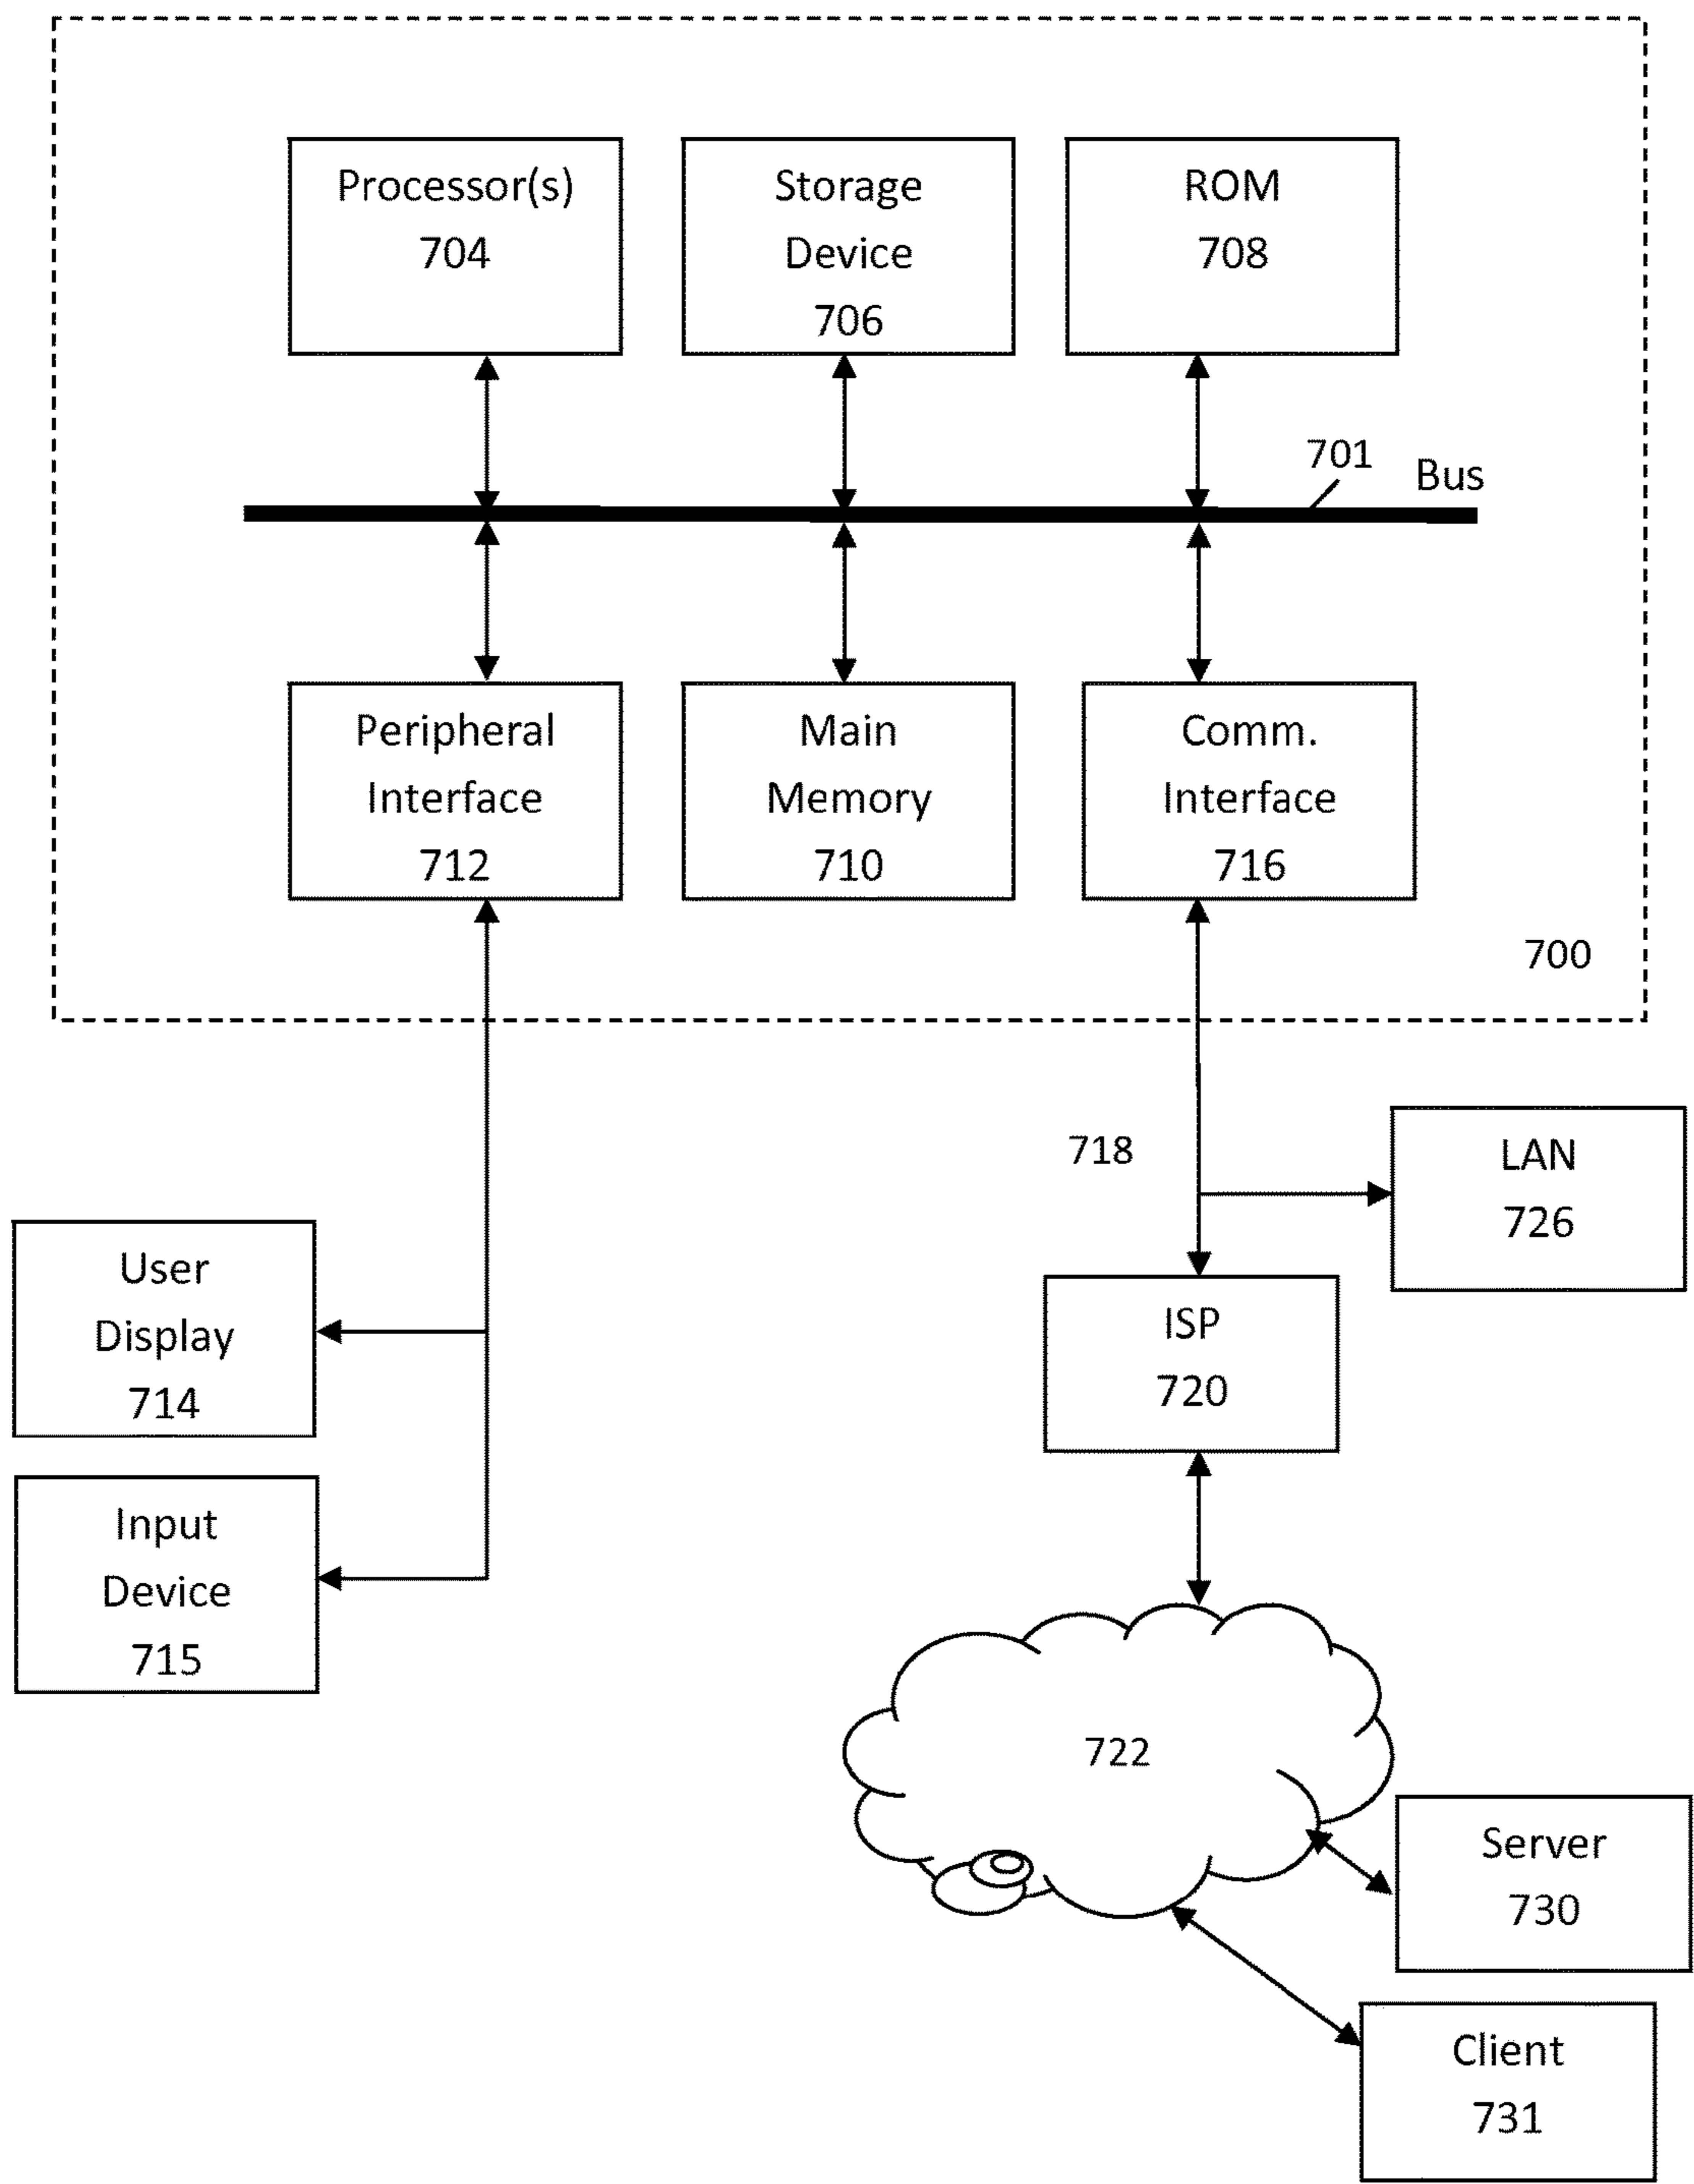 Processor(s)
704
Storage
Device
706
ROM
708
701
Bus
Peripheral
Interface
712
Main
Memory
710
Comm.
Interface
716
700
718
LAN
726
User
Display
714
ISP
720
Input
Device
715
722
Server
730
Client
731